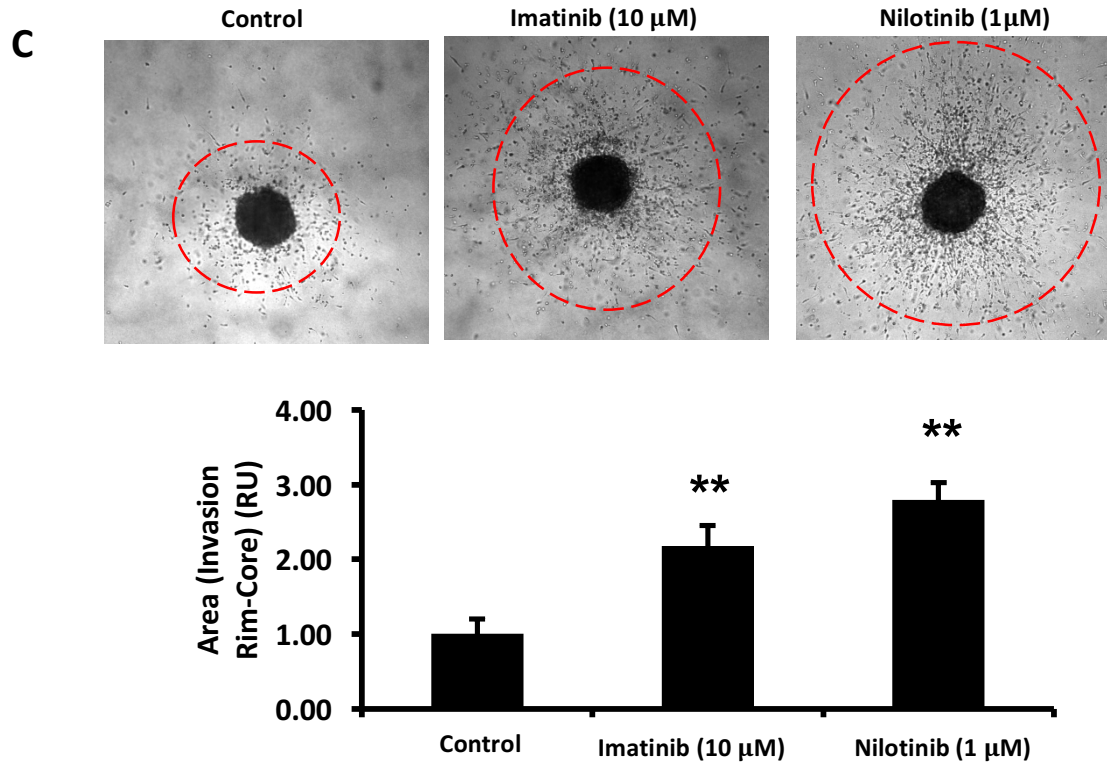 C
Control
Imatinib (10 μM)
Nilotinib (1μM)
Area (Invasion
Rim-Core) (RU)
4.00
3.00
2.00
1.00
0.00
**
**
Control
Imatinib (10 μM)
Nilotinib (1 μM)